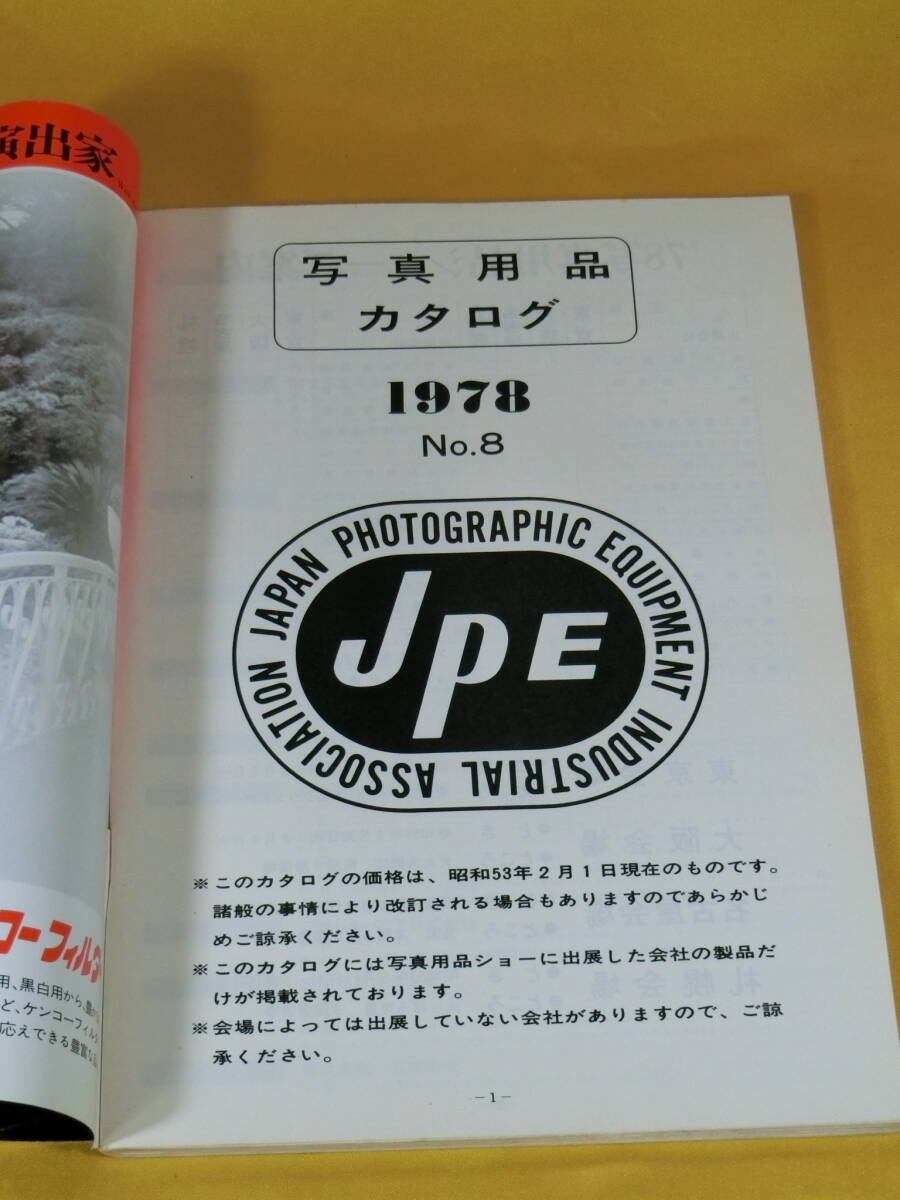 演出家
コーフィルター
用、黒白用から、豊か
ど、ケンコーフィル
応えできる豊富な
写真用品
カタログ
1978
No.8
JAPAN PHOTOGRAPHIC EQUIPMENT INDUSTRIAL ASSOCIATION
JPE
※このカタログの価格は、昭和53年2月1日現在のものです。
諸般の事情により改訂される場合もありますのであらかじ
めご諒承ください。
※このカタログには写真用品ショーに出展した会社の製品だ
けが掲載されております。
※会場によっては出展していない会社がありますので、ご諒
承ください。
－1－